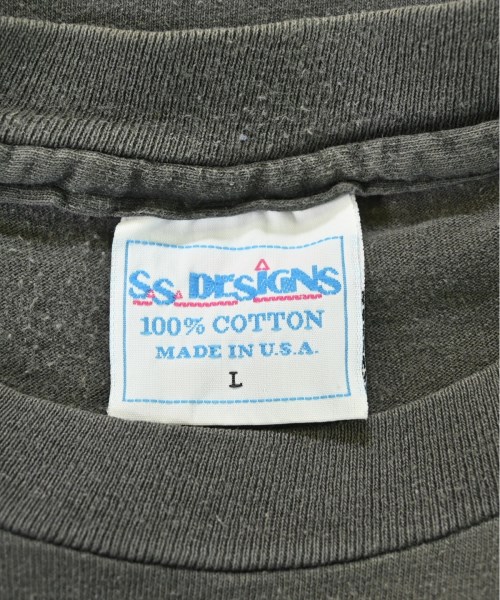 S.S. DESIGNS
100% COTTON
MADE IN U.S.A.
L